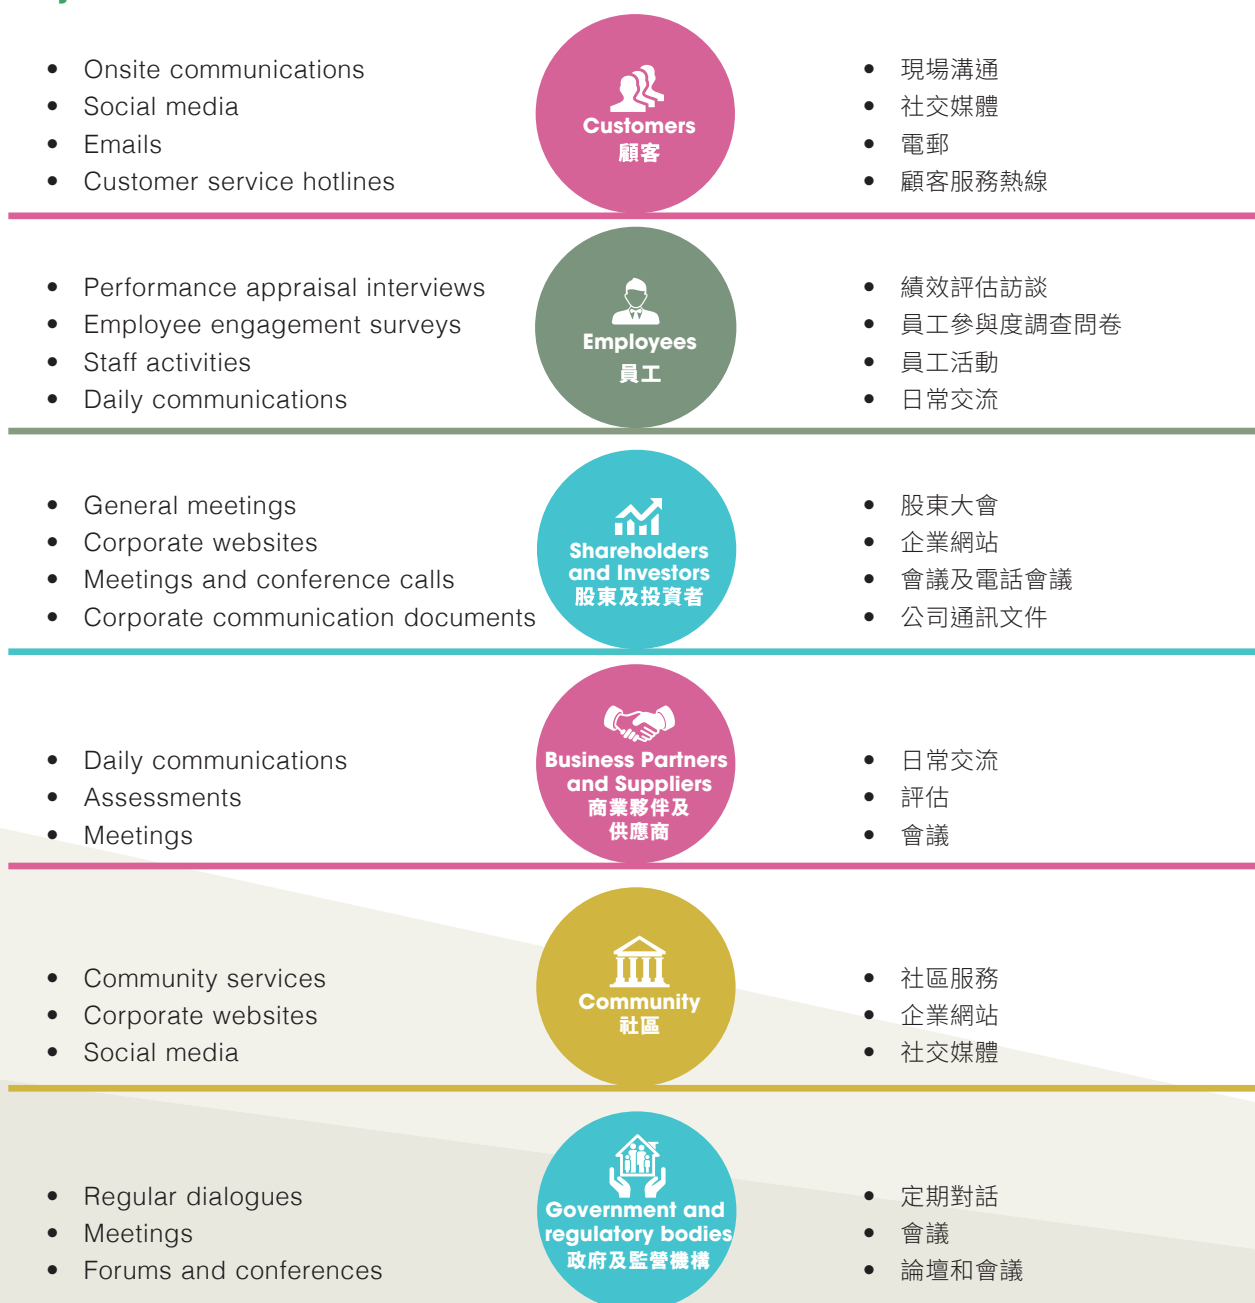 • Onsite communications
• Social media
• Emails
• Customer service hotlines
Customers
顧客
• 現場溝通
• 社交媒體
• 電郵
• 顧客服務熱線
• Performance appraisal interviews
• Employee engagement surveys
• Staff activities
• Daily communications
Employees
員工
• 績效評估訪談
• 員工參與度調查問卷
• 員工活動
• 日常交流
• General meetings
• Corporate websites
• Meetings and conference calls
• Corporate communication documents
Shareholders
and Investors
股東及投資者
• 股東大會
• 企業網站
• 會議及電話會議
• 公司通訊文件
• Daily communications
• Assessments
• Meetings
Business Partners
and Suppliers
商業夥伴及
供應商
• 日常交流
• 評估
• 會議
• Community services
• Corporate websites
• Social media
Community
社區
• 社區服務
• 企業網站
• 社交媒體
• Regular dialogues
• Meetings
• Forums and conferences
Government and
regulatory bodies
政府及監營機構
• 定期對話
• 會議
• 論壇和會議